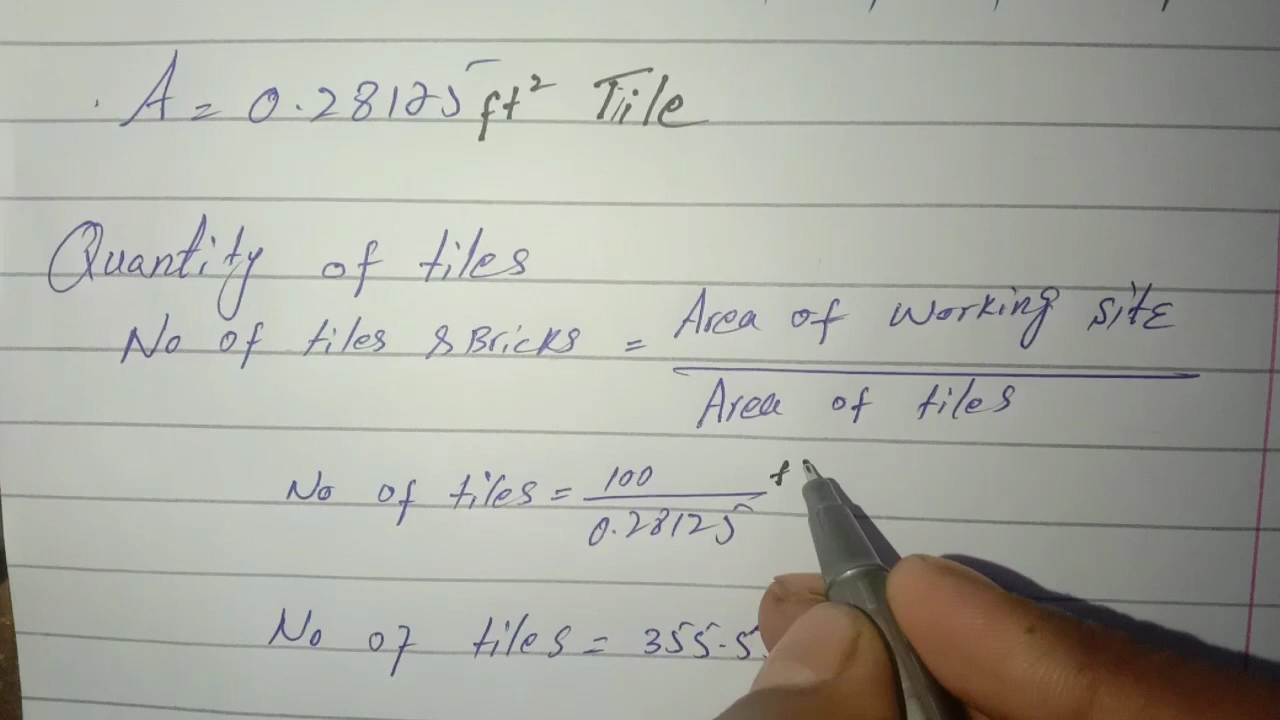 A = 0.28125 ft² Tile
Quantity of tiles
No of tiles & Bricks = Area of working site
Area of tiles
No of tiles = 100 f
0.28125
No of tiles = 355.5